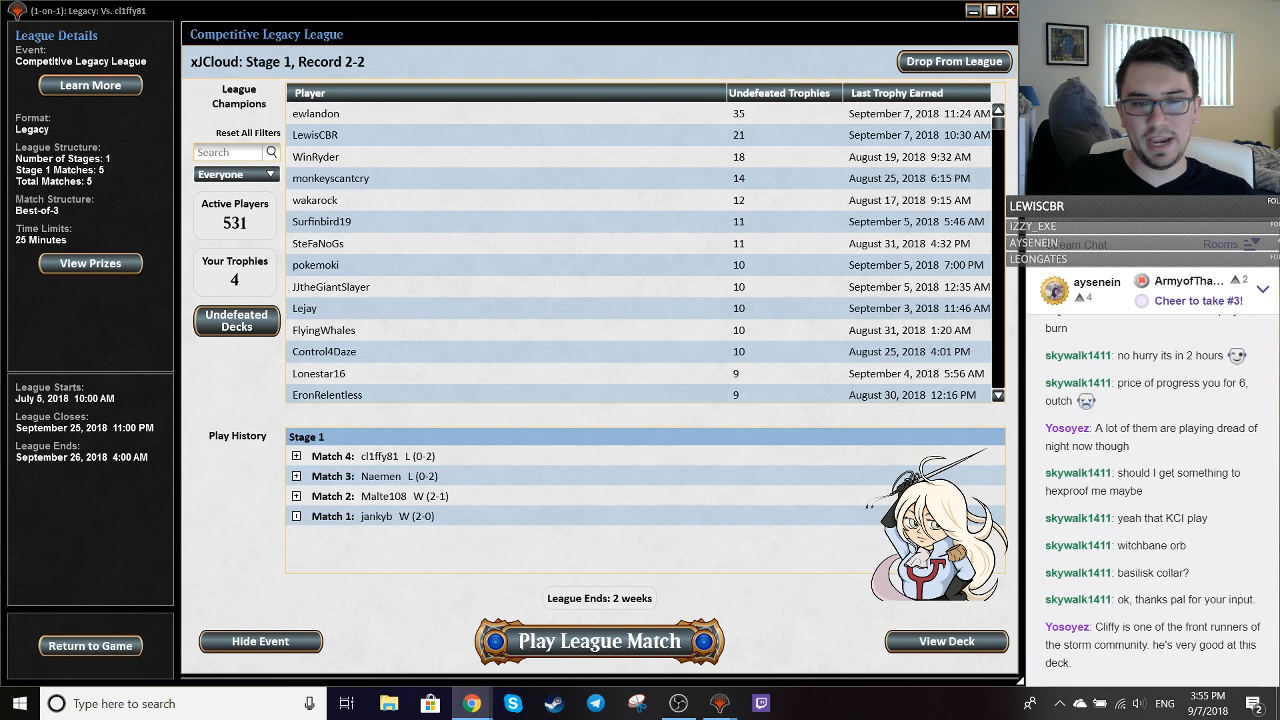 (1-on-1): Legacy: Vs. cl1ffy81
League Details
Event:
Competitive Legacy League
Learn More
Format:
Legacy
League Structure:
Number of Stages: 1
Stage 1 Matches: 5
Total Matches: 5
Match Structure:
Best-of-3
Time Limits:
25 Minutes
View Prizes
League Starts:
July 5, 2018 10:00 AM
League Closes:
September 25, 2018 11:00 PM
League Ends:
September 26, 2018 4:00 AM
Return to Game
Competitive Legacy League
xJCloud: Stage 1, Record 2-2
Drop From League
League
Champions
Reset All Filters
Search
Everyone
Active Players
531
Your Trophies
4
Undefeated
Decks
Player Undefeated Trophies Last Trophy Earned
ewlandon 35 September 7, 2018 11:24 AM
LewisCBR 21 September 7, 2018 10:30 AM
WinRyder 18 August 19, 2018 9:32 AM
monkeyscantcry 14 August 25, 2018 6:15 PM
wakarock 12 August 17, 2018 9:15 AM
Surfinbird19 11 September 5, 2018 5:46 AM
SteFaNoGs 11 August 31, 2018 4:32 PM
pokemoki 10 September 5, 2018 7:00 PM
JJtheGiantSlayer 10 September 5, 2018 12:35 AM
Lejay 10 September 3, 2018 11:46 AM
FlyingWhales 10 August 31, 2018 1:20 AM
Control4Daze 10 August 25, 2018 4:01 PM
Lonestar16 9 September 4, 2018 5:56 AM
EronRelentless 9 August 30, 2018 12:16 PM
Play History
Stage 1
Match 4: cl1ffy81 L (0-2)
Match 3: Naemen L (0-2)
Match 2: Malte108 W (2-1)
Match 1: jankyb W (2-0)
League Ends: 2 weeks
Hide Event
Play League Match
View Deck
LEWISCBR FOL
IZZY_EXE
AYSENEIN
LEONGATES
Chat
Rooms
aysenein
4
ArmyofTha... 2
Cheer to take #3!
burn
skywalk1411: no hurry its in 2 hours
skywalk1411: price of progress you for 6,
outch
Yosoyez: A lot of them are playing dread of
night now though
skywalk1411: should I get something to
hexproof me maybe
skywalk1411: yeah that KCI play
skywalk1411: witchbane orb
skywalk1411: basilisk collar?
skywalk1411: ok, thanks pal for your input.
Yosoyez: Cliffy is one of the front runners of
the storm community. he's very good at this
deck.
Type here to search
3:55 PM
9/7/2018